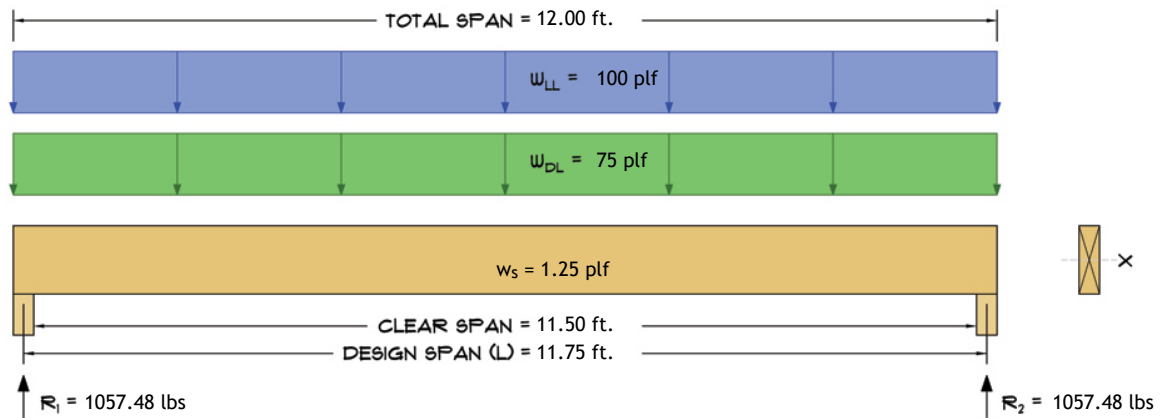 TOTAL SPAN = 12.00 ft.
wLL = 100 plf
wDL = 75 plf
ws = 1.25 plf
X
CLEAR SPAN = 11.50 ft.
DESIGN SPAN (L) = 11.75 ft.
R1 = 1057.48 lbs
R2 = 1057.48 lbs